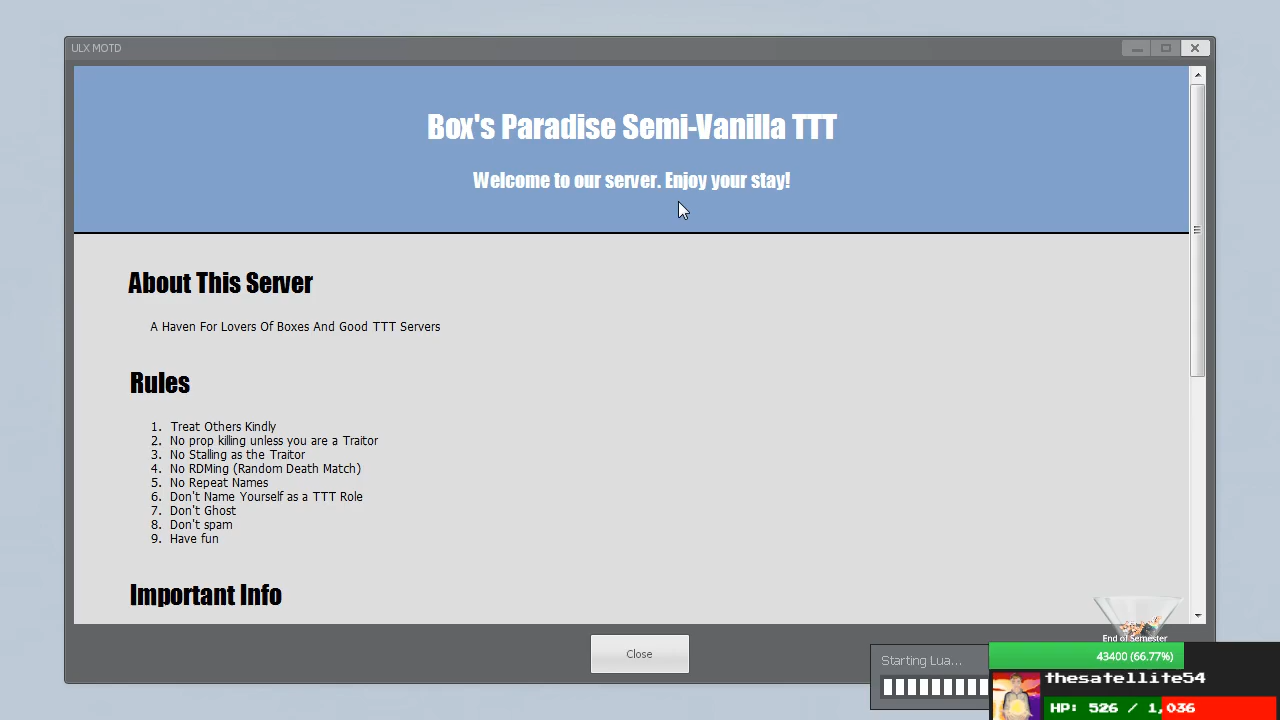 ULX MOTD
Box's Paradise Semi-Vanilla TTT
Welcome to our server. Enjoy your stay!
About This Server
A Haven For Lovers Of Boxes And Good TTT Servers
Rules
1. Treat Others Kindly
2. No prop killing unless you are a Traitor
3. No Stalling as the Traitor
4. No RDMing (Random Death Match)
5. No Repeat Names
6. Don't Name Yourself as a TTT Role
7. Don't Ghost
8. Don't spam
9. Have fun
Important Info
Close
Starting Lua...
End of Semester
43400 (66.77%)
thesatellite54
HP: 526 / 1,036